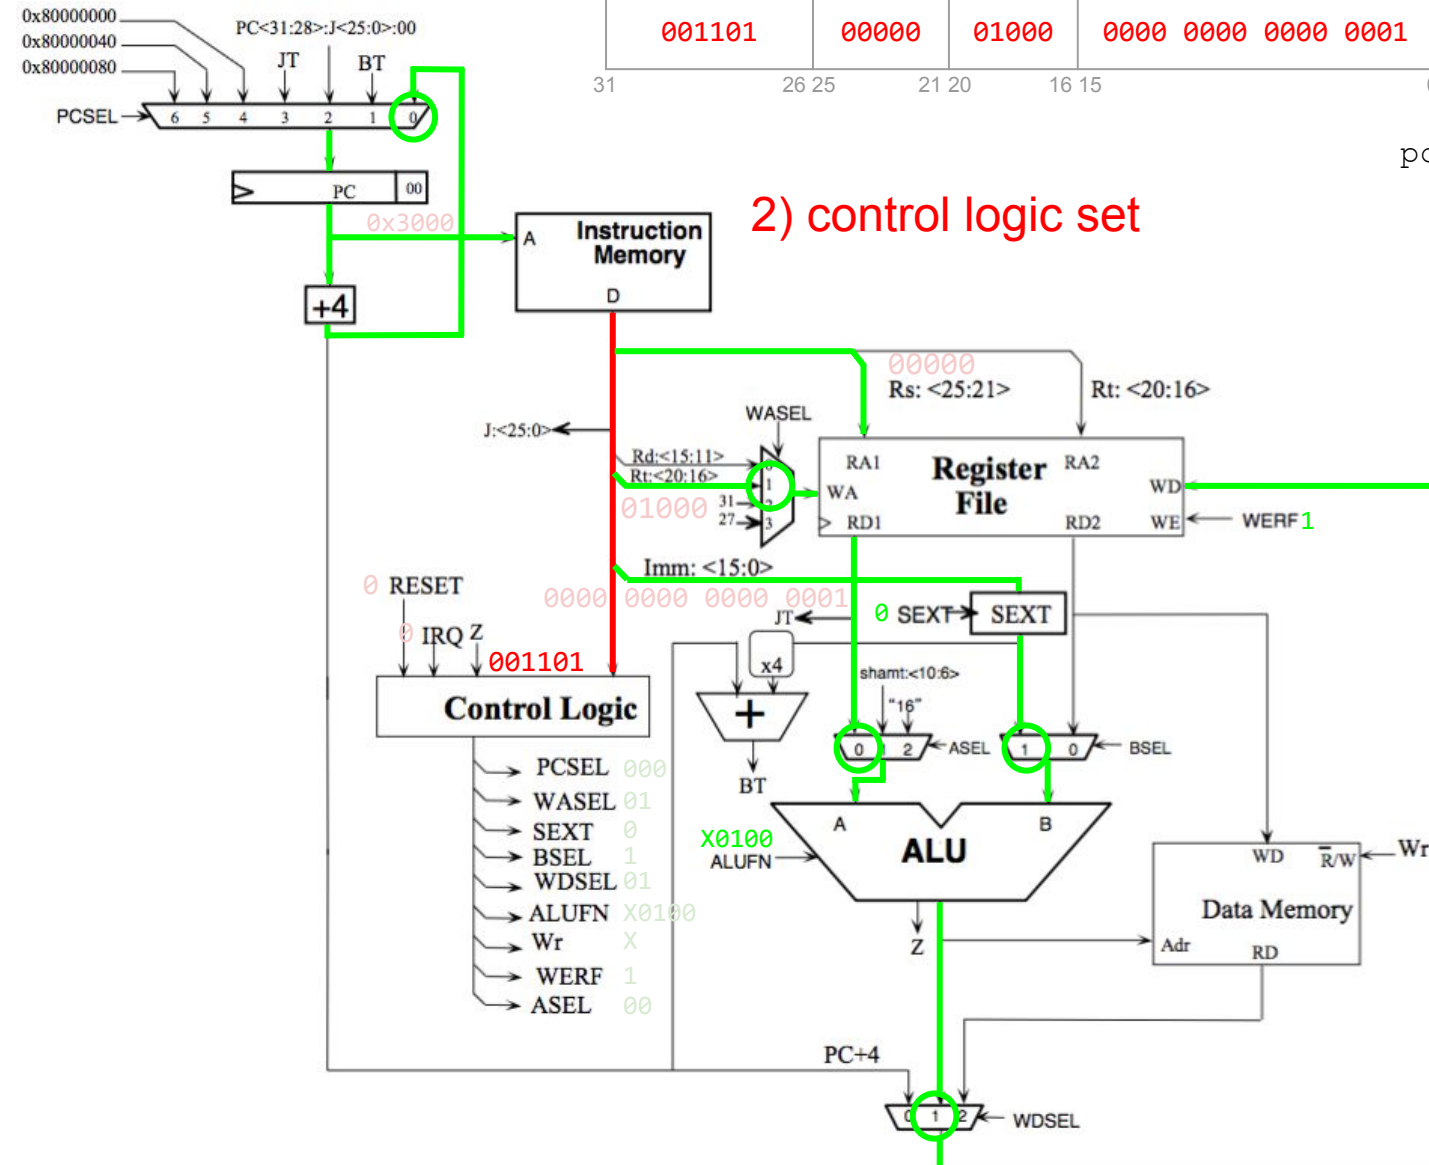 0x80000000
0x80000040
0x80000080
PC<31:28>:J<25:0>:00
JT
BT
PCSEL
6 5 4 3 2 1 0
PC
00
001101 00000 01000 0000 0000 0000 0001
31 26 25 21 20 16 15
2) control logic set
0x3000
+4
A
Instruction
Memory
D
00000
Rs: <25:21>
Rt: <20:16>
J:<25:0>
WASEL
Rd:<15:11>
Rt:<20:16>
31
27
0
1
2
3
01000
RA1
RA2
WA
Register
File
WD
RD1
RD2
WE
WERF 1
Imm: <15:0>
0000 0000 0000 0001
0 RESET
0 IRQ Z
001101
Control Logic
JT
0 SEXT
SEXT
x4
+
BT
shamt:<10:6>
"16"
0 1 2
ASEL
1 0
BSEL
PCSEL 000
WASEL 01
SEXT 0
BSEL 1
WDSEL 01
ALUFN X0100
Wr X
WERF 1
ASEL 00
X0100
ALUFN
A
B
ALU
Z
WD
R/W
Wr
Data Memory
Adr
RD
PC+4
0 1 2
WDSEL